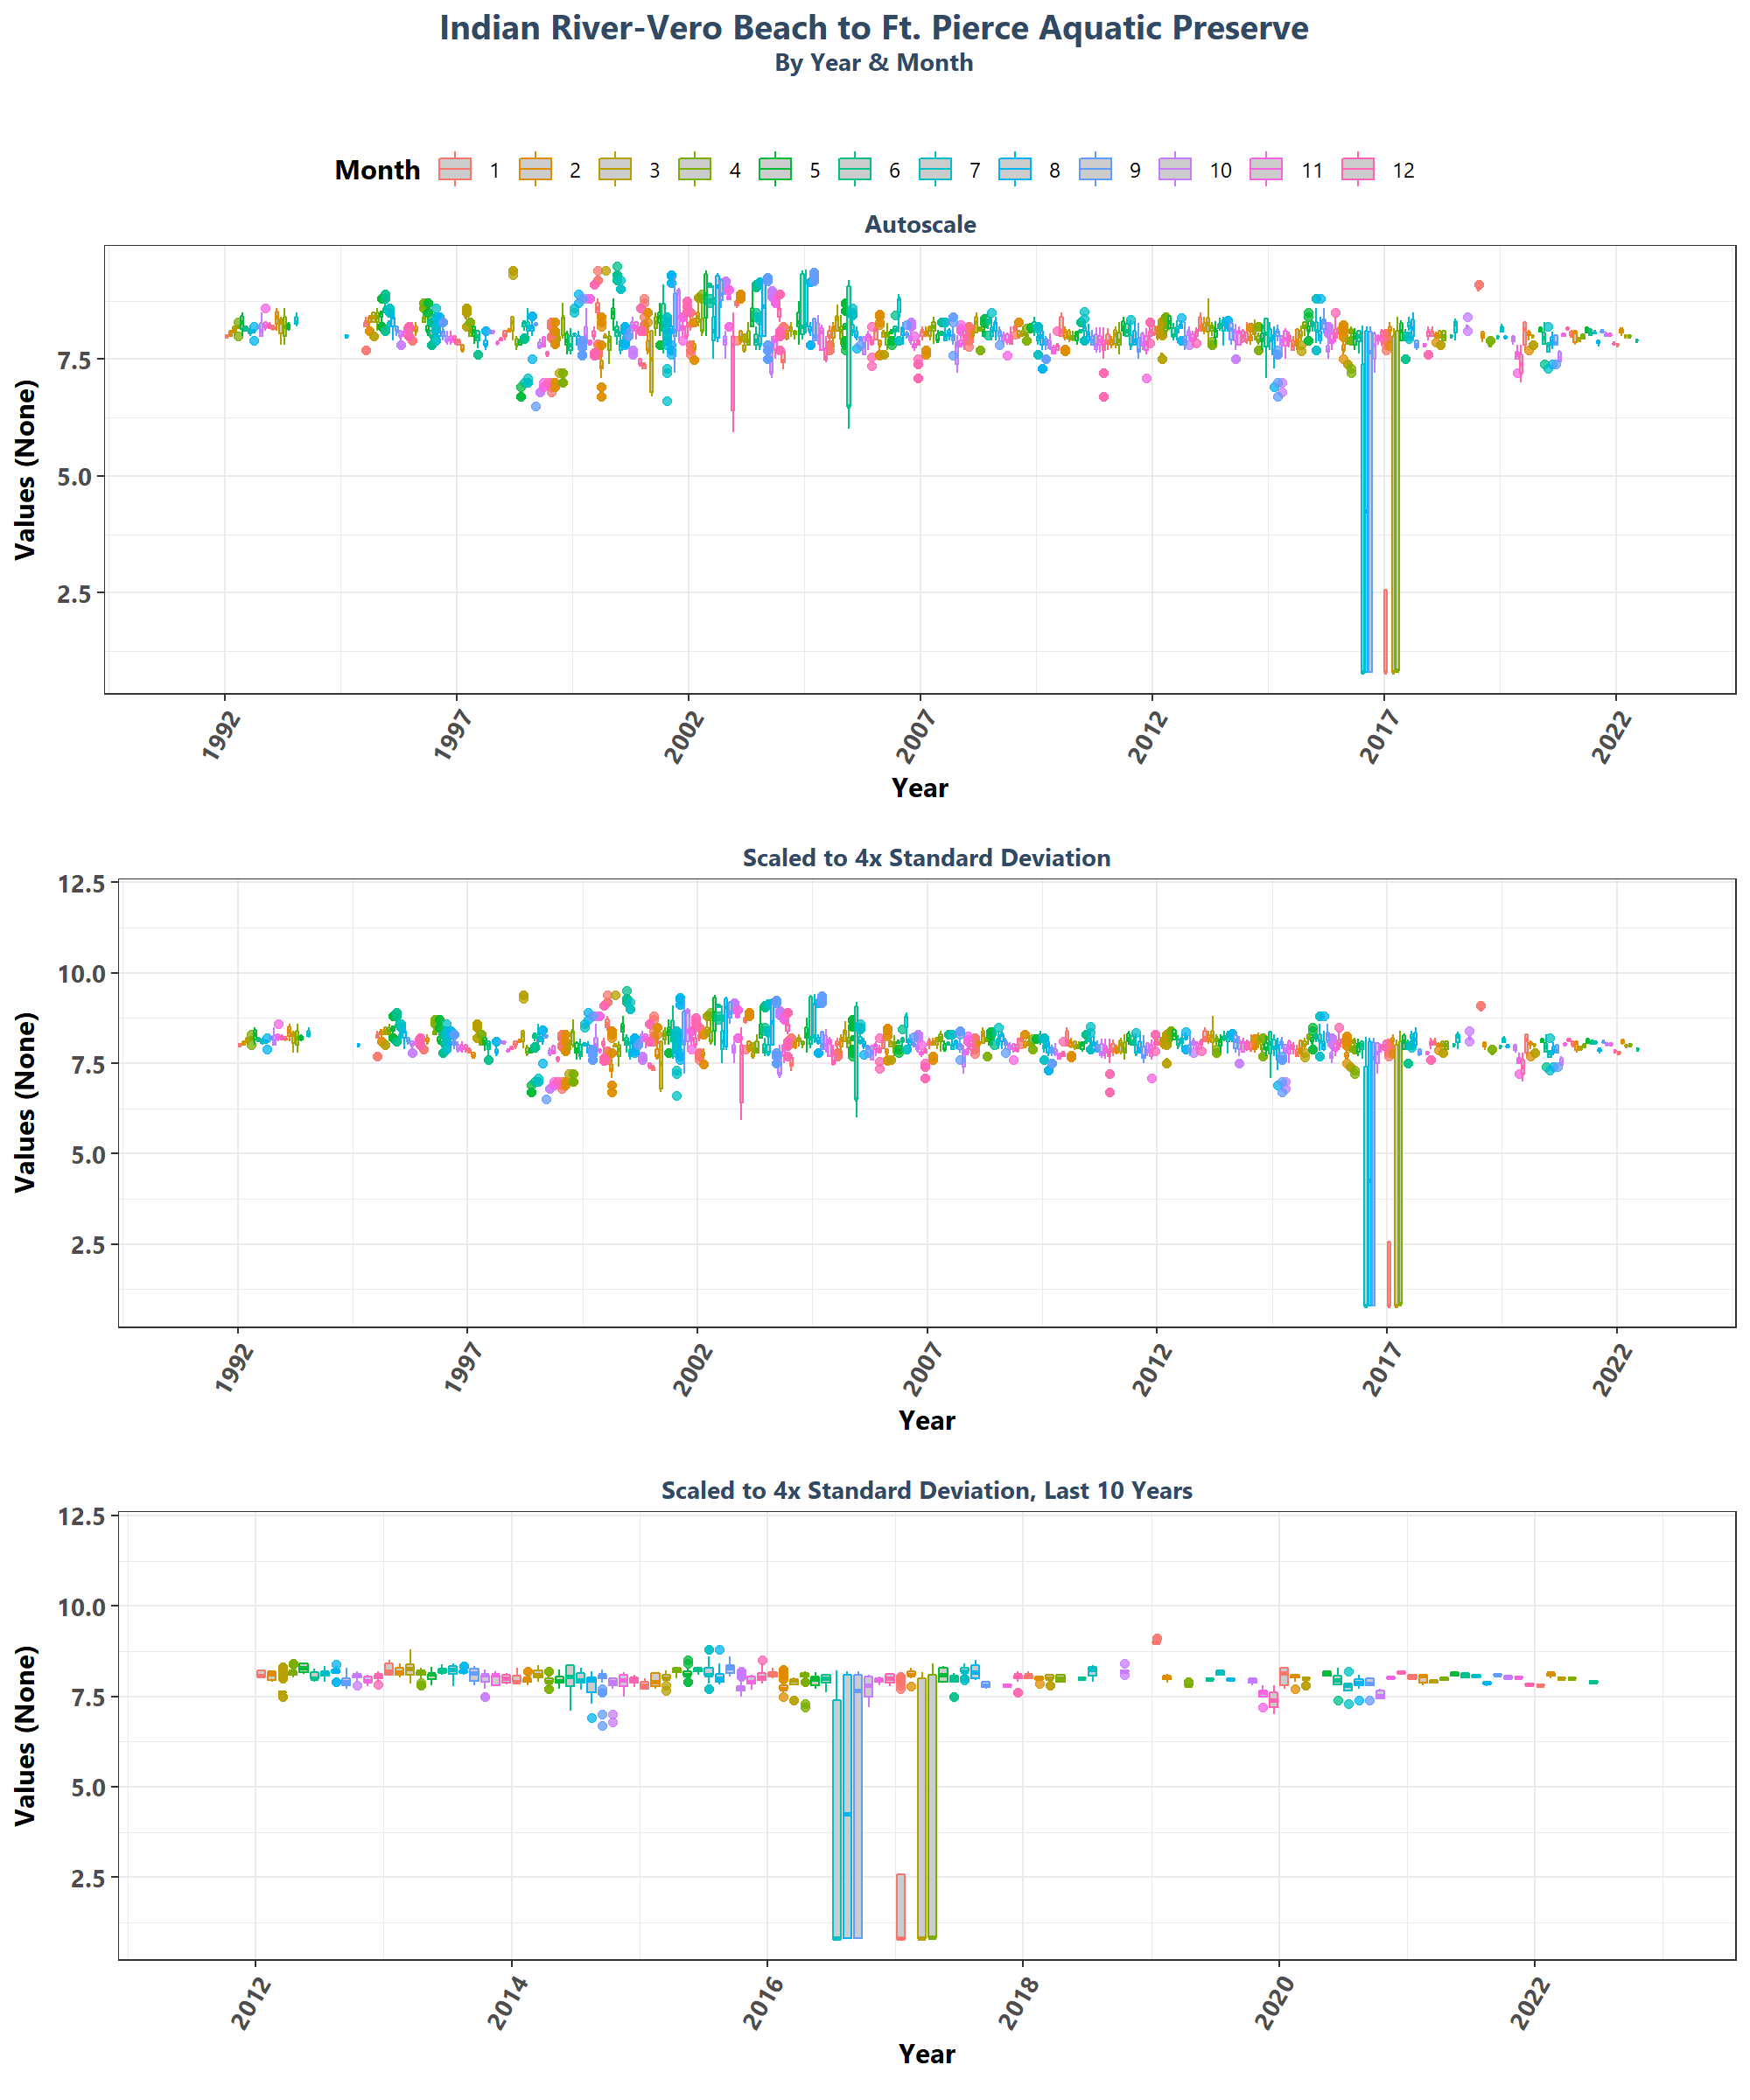 Indian River-Vero Beach to Ft. Pierce Aquatic Preserve
By Year & Month
Month 1 2 3 4 5 6 7 8 9 10 11 12
Autoscale
Values (None)
7.5
5.0
2.5
1992 1997 2002 2007 2012 2017 2022
Year
Scaled to 4x Standard Deviation
Values (None)
12.5
10.0
7.5
5.0
2.5
1992 1997 2002 2007 2012 2017 2022
Year
Scaled to 4x Standard Deviation, Last 10 Years
Values (None)
12.5
10.0
7.5
5.0
2.5
2012 2014 2016 2018 2020 2022
Year